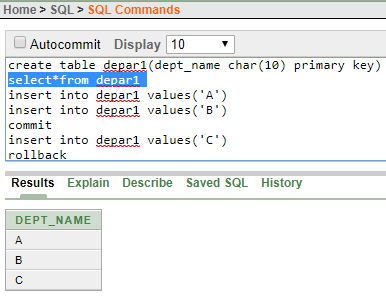 Home > SQL > SQL Commands
Autocommit Display 10
create table depar1(dept_name char(10) primary key)
select*from depar1
insert into depar1 values('A')
insert into depar1 values('B')
commit
insert into depar1 values('C')
rollback
Results Explain Describe Saved SQL History
DEPT_NAME
A
B
C